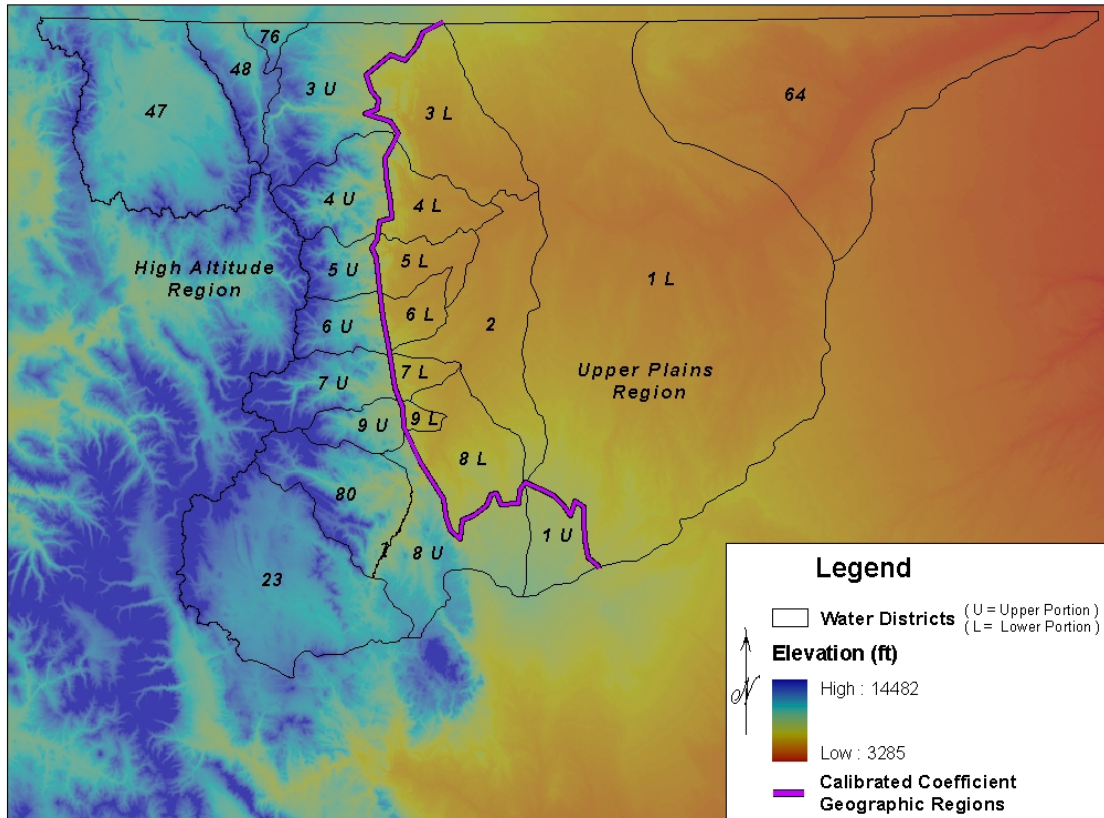 76
48
3 U
64
47
3 L
4 U
4 L
5 U
5 L
High Altitude
Region
1 L
6 U
6 L
2
7 U
7 L
Upper Plains
Region
9 U
9 L
8 L
80
1 U
8 U
23
Legend
Water Districts
( U = Upper Portion )
( L = Lower Portion )
Elevation (ft)
High : 14482
Low : 3285
Calibrated Coefficient
Geographic Regions
N